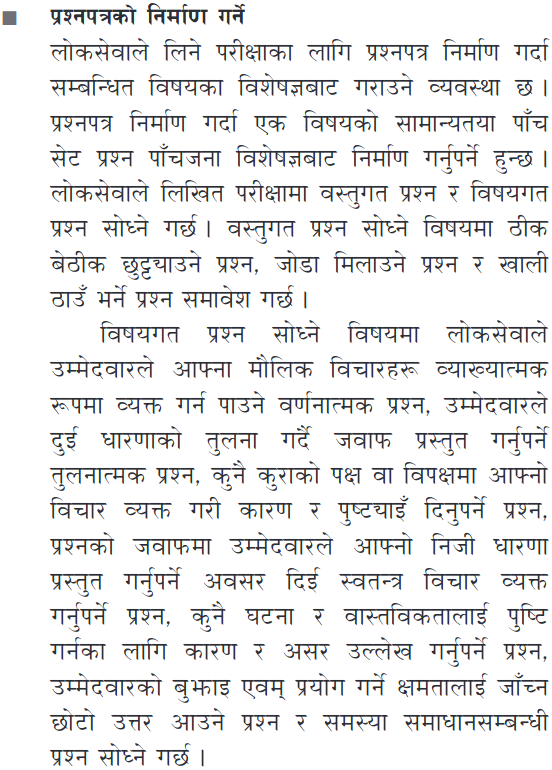 ■ प्रश्नपत्रको निर्माण गर्ने
लोकसेवाले लिने परीक्षाका लागि प्रश्नपत्र निर्माण गर्दा
सम्बन्धित विषयका विशेषज्ञबाट गराउने व्यवस्था छ ।
प्रश्नपत्र निर्माण गर्दा एक विषयको सामान्यतया पाँच
सेट प्रश्न पाँचजना विशेषज्ञबाट निर्माण गर्नुपर्ने हुन्छ ।
लोकसेवाले लिखित परीक्षामा वस्तुगत प्रश्न र विषयगत
प्रश्न सोध्ने गर्छ । वस्तुगत प्रश्न सोध्ने विषयमा ठीक
बेठीक छुट्ट्याउने प्रश्न, जोडा मिलाउने प्रश्न र खाली
ठाउँ भर्ने प्रश्न समावेश गर्छ ।
विषयगत प्रश्न सोध्ने विषयमा लोकसेवाले
उम्मेदवारले आफ्ना मौलिक विचारहरू व्याख्यात्मक
रूपमा व्यक्त गर्न पाउने वर्णनात्मक प्रश्न, उम्मेदवारले
दुई धारणाको तुलना गर्दै जवाफ प्रस्तुत गर्नुपर्ने
तुलनात्मक प्रश्न, कुनै कुराको पक्ष वा विपक्षमा आफ्नो
विचार व्यक्त गरी कारण र पुष्ट्याइँ दिनुपर्ने प्रश्न,
प्रश्नको जवाफमा उम्मेदवारले आफ्नो निजी धारणा
प्रस्तुत गर्नुपर्ने अवसर दिई स्वतन्त्र विचार व्यक्त
गर्नुपर्ने प्रश्न, कुनै घटना र वास्तविकतालाई पुष्टि
गर्नका लागि कारण र असर उल्लेख गर्नुपर्ने प्रश्न,
उम्मेदवारको बुझाइ एवम् प्रयोग गर्ने क्षमतालाई जाँच्न
छोटो उत्तर आउने प्रश्न र समस्या समाधानसम्बन्धी
प्रश्न सोध्ने गर्छ ।